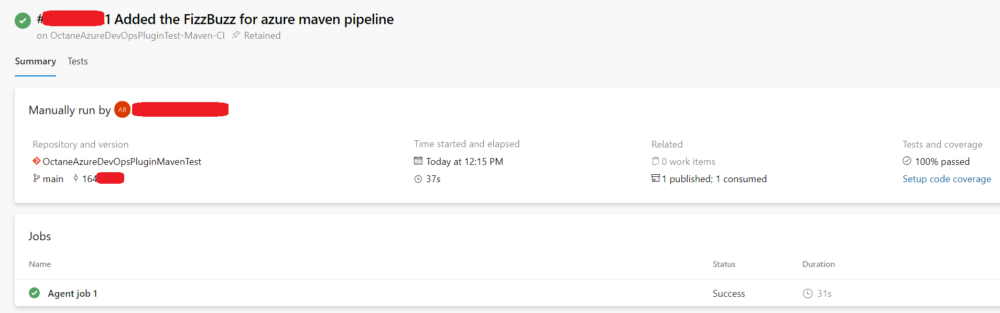 # 1 Added the FizzBuzz for azure maven pipeline
on OctaneAzureDevOpsPluginTest-Maven-CI Retained
Summary Tests
Manually run by AB
Repository and version
OctaneAzureDevOpsPluginMavenTest
main 164
Time started and elapsed
Today at 12:15 PM
37s
Related
0 work items
1 published; 1 consumed
Tests and coverage
100% passed
Setup code coverage
Jobs
Name Status Duration
Agent job 1 Success 31s